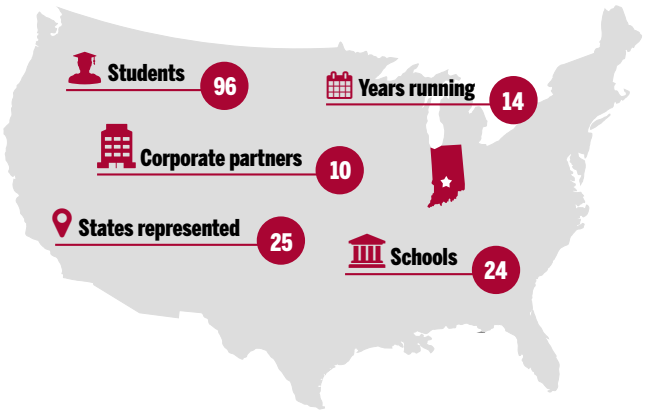 Students 96
Years running 14
Corporate partners 10
States represented 25
Schools 24